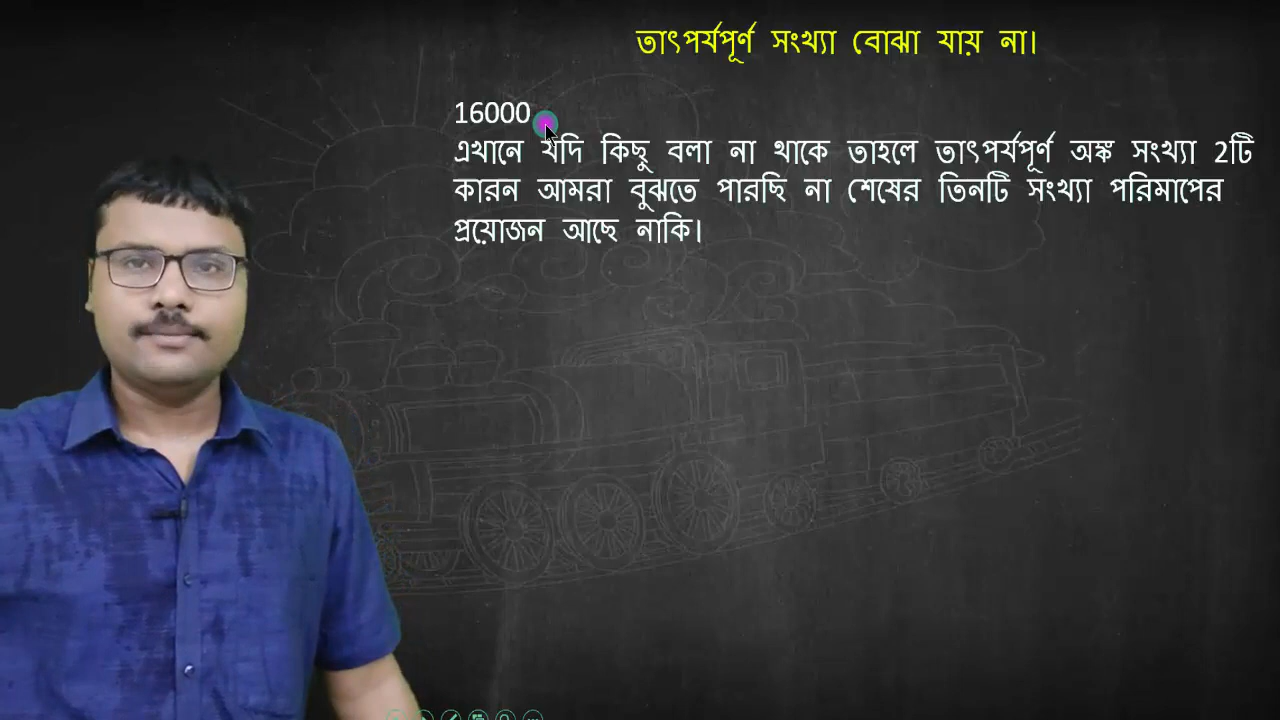 তাৎপর্যপূর্ণ সংখ্যা বোঝা যায় না।
16000
এখানে যদি কিছু বলা না থাকে তাহলে তাৎপর্যপূর্ণ অঙ্ক সংখ্যা 2টি
কারন আমরা বুঝতে পারছি না শেষের তিনটি সংখ্যা পরিমাপের
প্রয়োজন আছে নাকি।